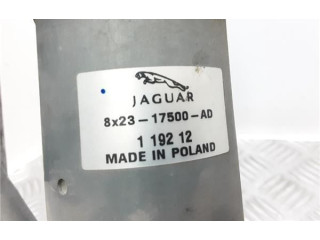 JAGUAR
8x23-17500-AD
1 192 12
MADE IN POLAND